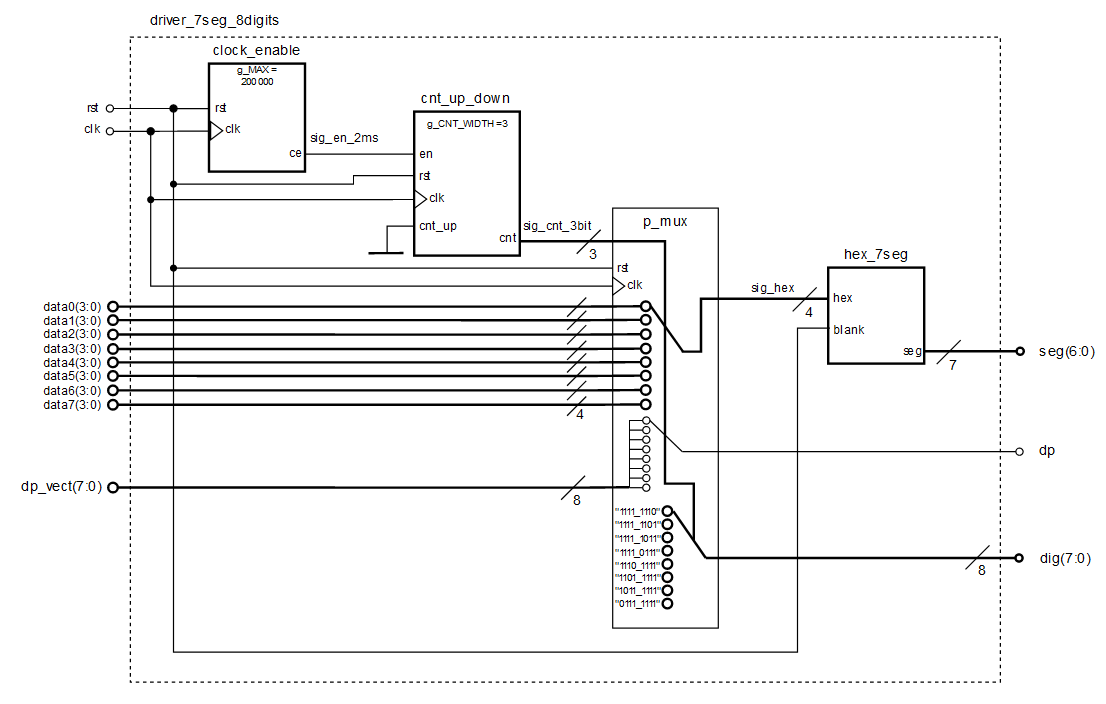 driver_7seg_8digits
clock_enable
g_MAX =
200 000
rst
rst
clk
clk
ce
sig_en_2ms
cnt_up_down
g_CNT_WIDTH =3
en
rst
clk
cnt_up
cnt
sig_cnt_3bit
3
p_mux
rst
clk
hex_7seg
sig_hex
4
hex
blank
seg
7
seg(6:0)
data0(3:0)
data1(3:0)
data2(3:0)
data3(3:0)
data4(3:0)
data5(3:0)
data6(3:0)
data7(3:0)
4
dp
dp_vect(7:0)
8
"1111_1110"
"1111_1101"
"1111_1011"
"1111_0111"
"1110_1111"
"1101_1111"
"1011_1111"
"0111_1111"
8
dig(7:0)